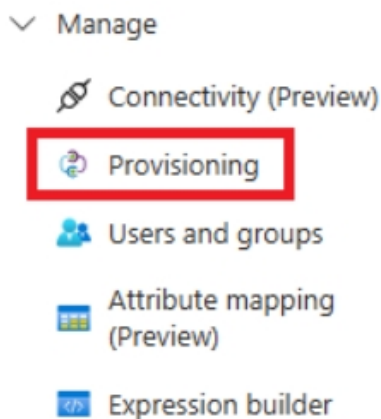 Manage
Connectivity (Preview)
Provisioning
Users and groups
Attribute mapping
(Preview)
Expression builder